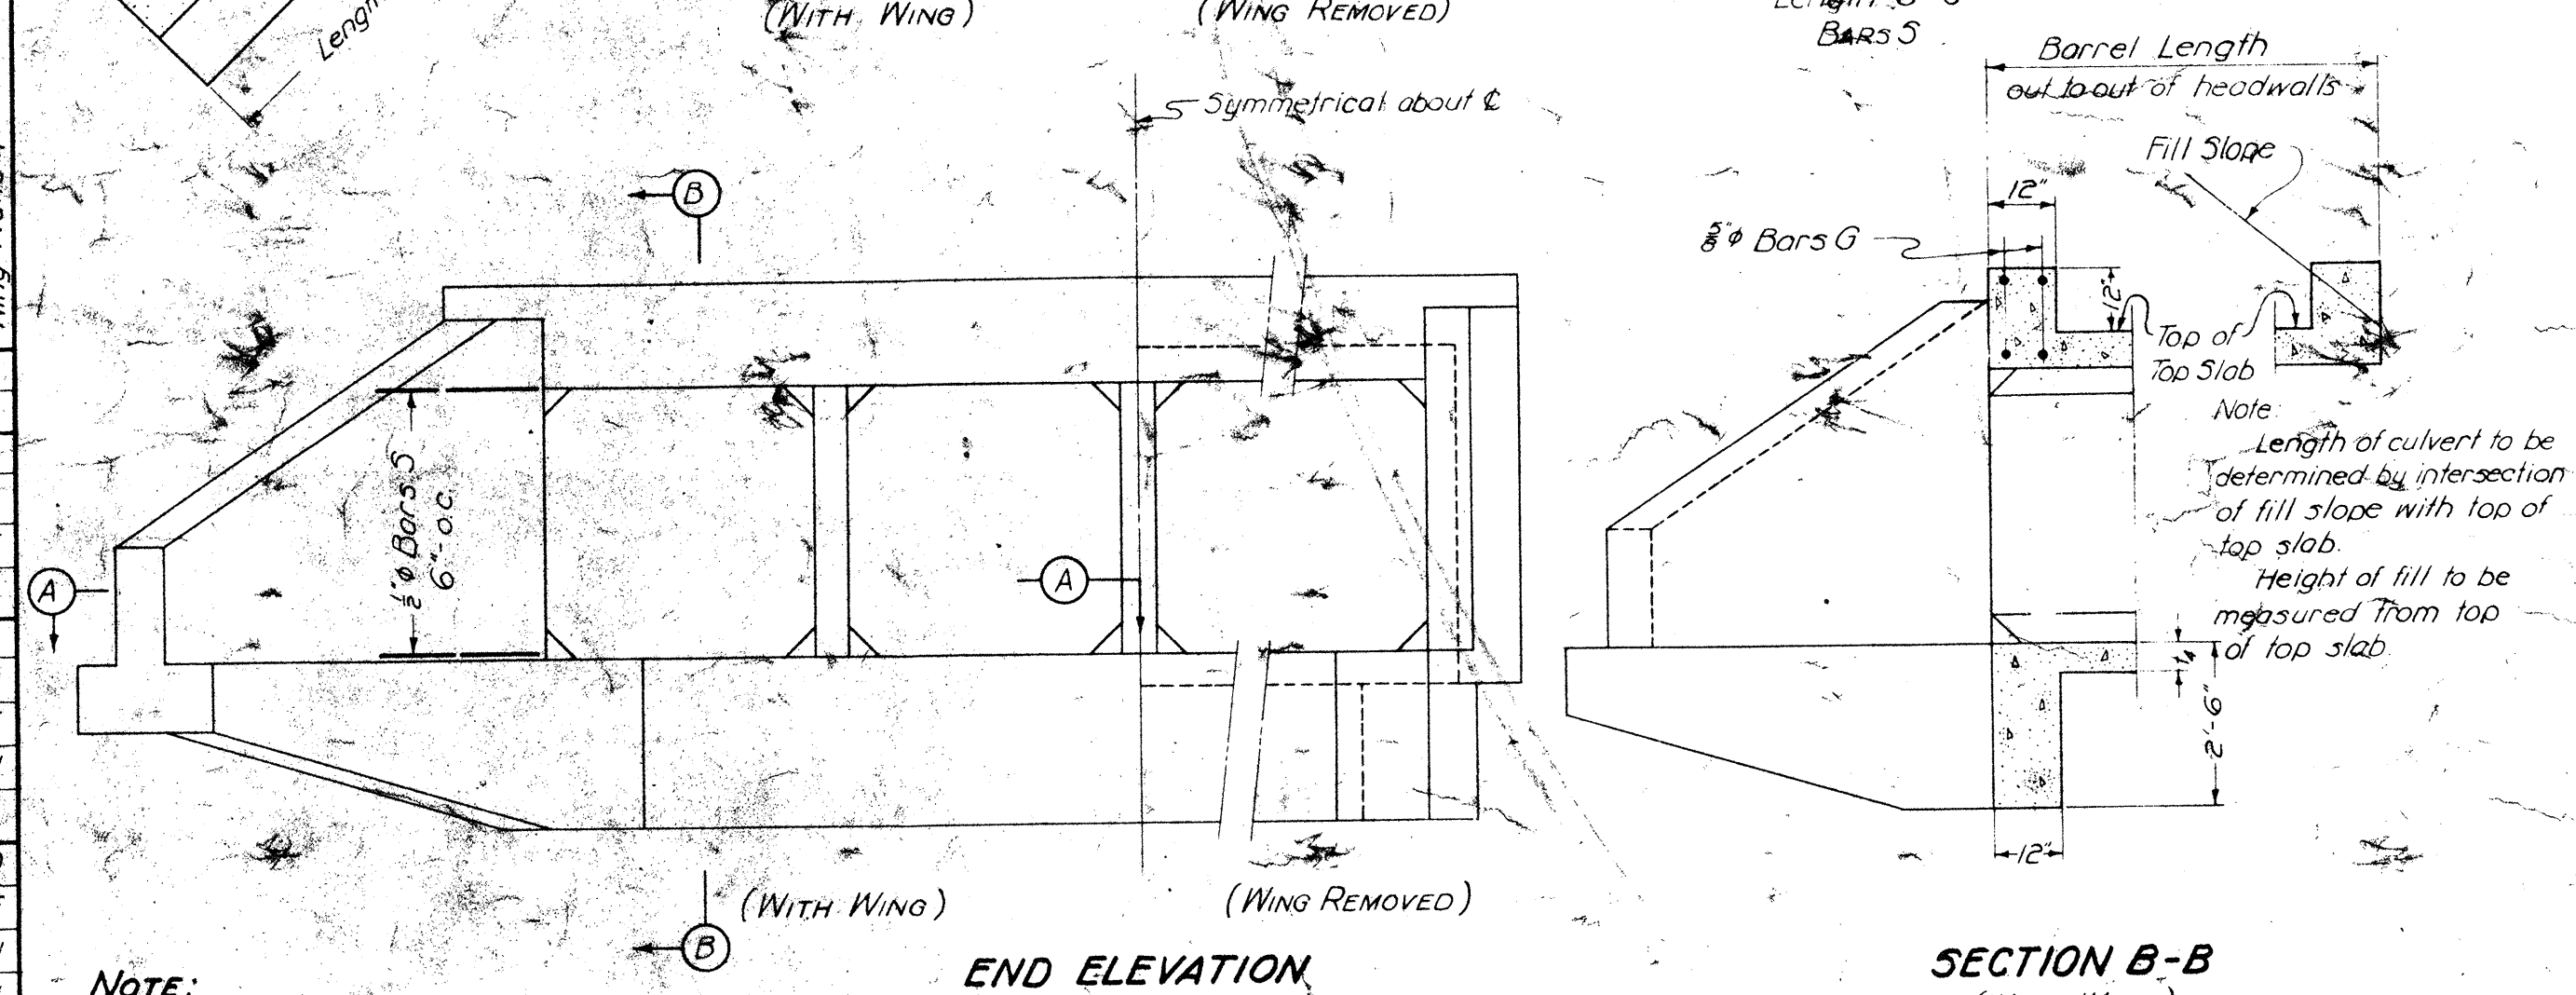 Length
(WITH WING)
(WING REMOVED)
BARS S
Symmetrical about ℄
Barrel Length
out to out of headwalls
Fill Slope
12"
5/8"φ Bars G
12"
Top of
Top Slab
B
1/2"φ Bars S
6"-o.c.
A
A
Note:
Length of culvert to be
determined by intersection
of fill slope with top of
top slab.
Height of fill to be
measured from top
of top slab.
2'-6"
12"
(WITH WING)
(WING REMOVED)
B
END ELEVATION
SECTION B-B
NOTE: